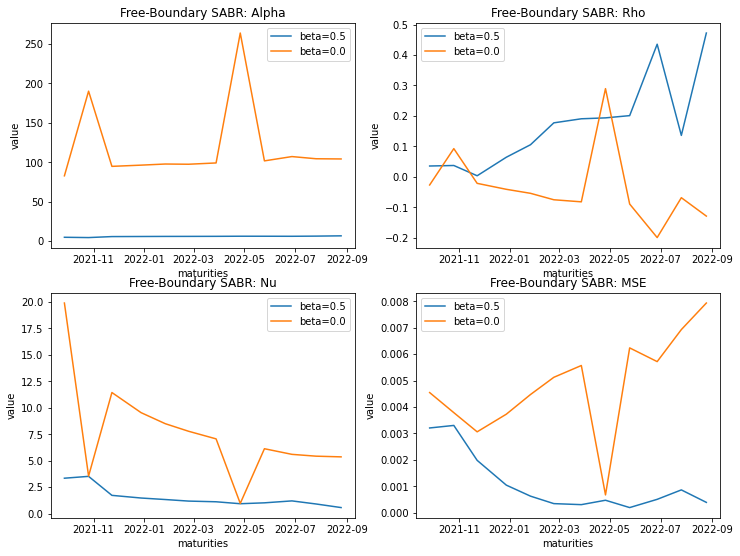 Free-Boundary SABR: Alpha
250
200
150
100
50
0
value
beta=0.5
beta=0.0
2021-11 2022-01 2022-03 2022-05 2022-07 2022-09
maturities
Free-Boundary SABR: Rho
0.5
0.4
0.3
0.2
0.1
0.0
−0.1
−0.2
value
beta=0.5
beta=0.0
2021-11 2022-01 2022-03 2022-05 2022-07 2022-09
maturities
Free-Boundary SABR: Nu
20.0
17.5
15.0
12.5
10.0
7.5
5.0
2.5
0.0
value
beta=0.5
beta=0.0
2021-11 2022-01 2022-03 2022-05 2022-07 2022-09
maturities
Free-Boundary SABR: MSE
0.008
0.007
0.006
0.005
0.004
0.003
0.002
0.001
0.000
value
beta=0.5
beta=0.0
2021-11 2022-01 2022-03 2022-05 2022-07 2022-09
maturities